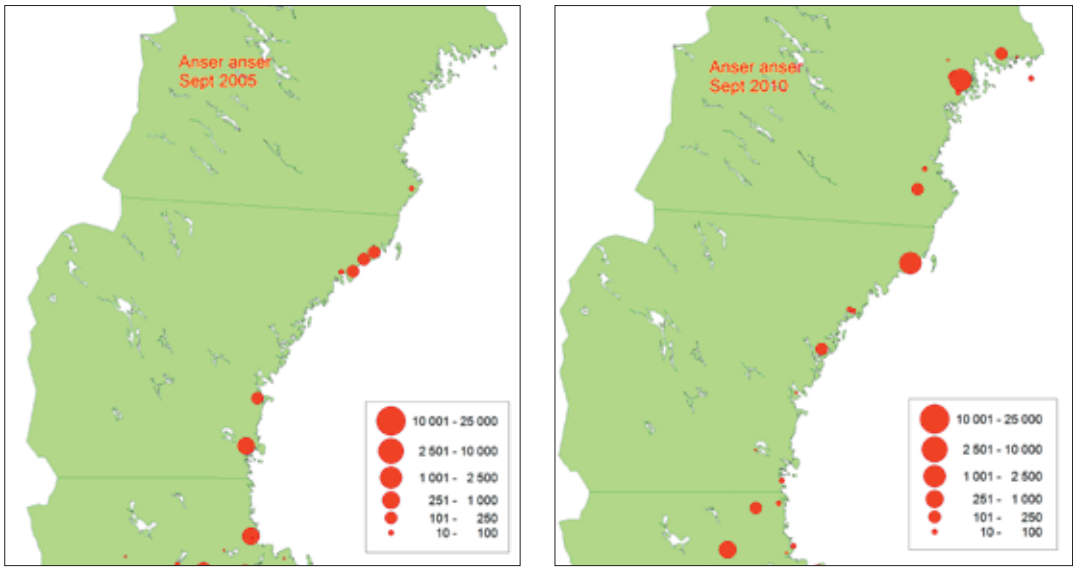 Anser anser
Sept 2005
10 001 - 25 000
2 501 - 10 000
1 001 - 2 500
251 - 1 000
101 - 250
10 - 100
Anser anser
Sept 2010
10 001 - 25 000
2 501 - 10 000
1 001 - 2 500
251 - 1 000
101 - 250
10 - 100